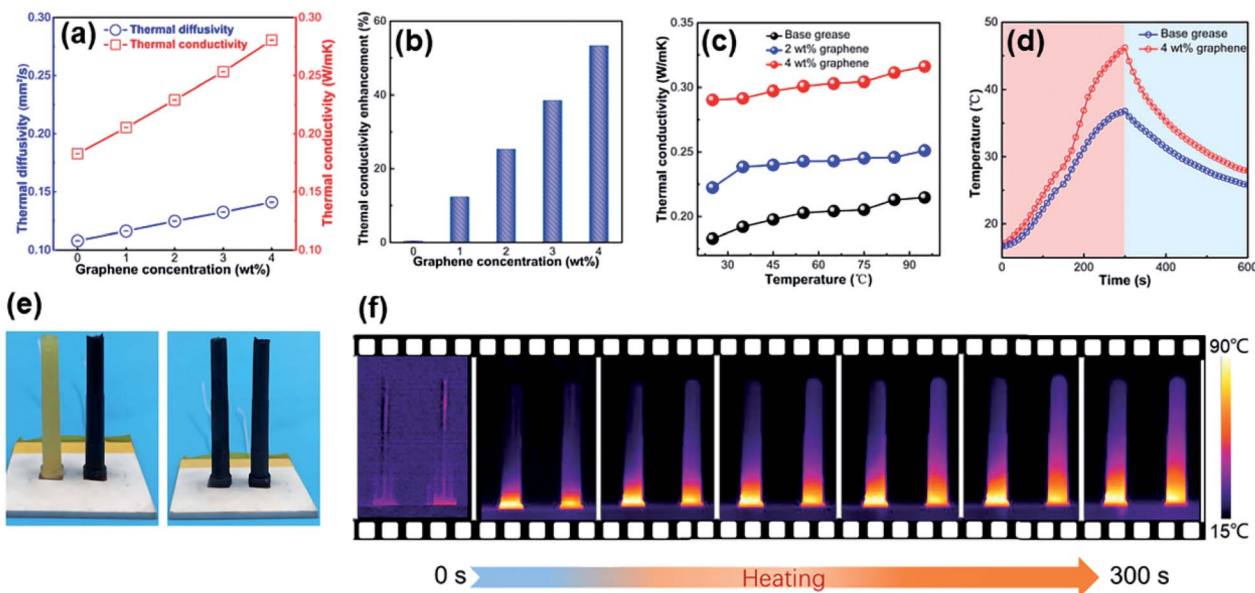 (a)
Thermal diffusivity
Thermal conductivity
Thermal diffusivity (mm²/s)
0.30
0.25
0.20
0.15
0.10
Thermal conductivity (W/mK)
0.30
0.25
0.20
0.15
0.10
0 1 2 3 4
Graphene concentration (wt%)
(b)
Thermal conductivity enhancement (%)
60
50
40
30
20
10
0
0 1 2 3 4
Graphene concentration (wt%)
(c)
Base grease
2 wt% graphene
4 wt% graphene
Thermal conductivity (W/mK)
0.35
0.30
0.25
0.20
30 45 60 75 90
Temperature (℃)
(d)
Base grease
4 wt% graphene
Temperature (℃)
50
40
30
20
0 200 400 600
Time (s)
(e)
(f)
90℃
15℃
0 s
Heating
300 s